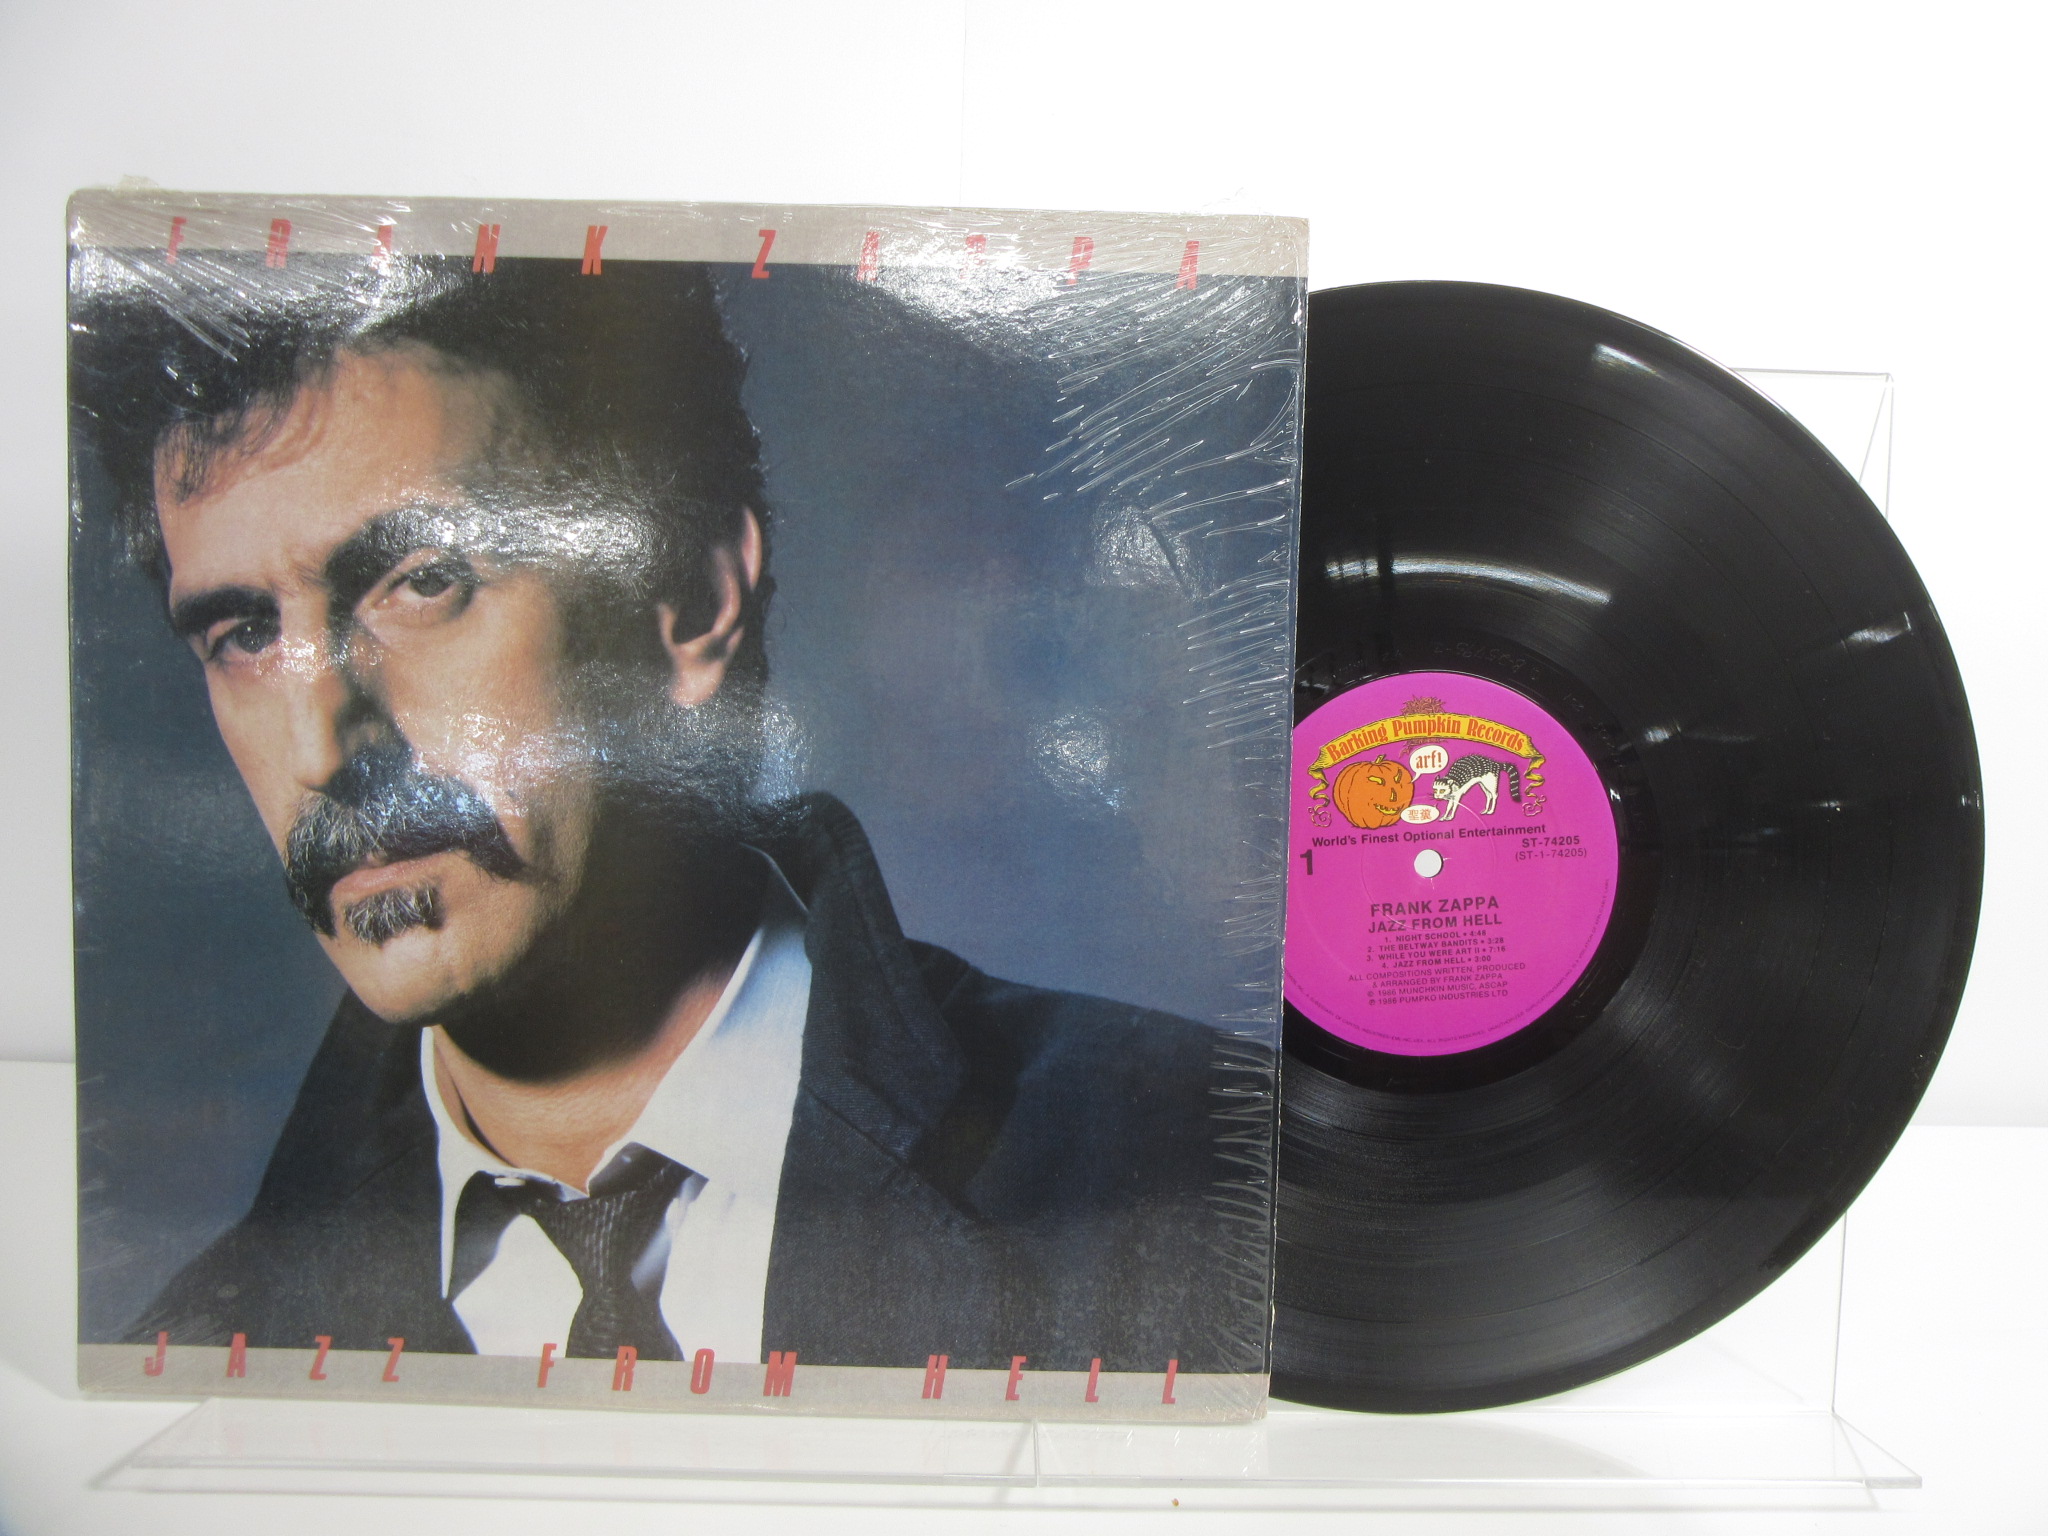 FRANK ZAPPA
JAZZ FROM HELL
Barking Pumpkin Records
arf!
聖糞
World's Finest Optional Entertainment
1
ST-74205
(ST-1-74205)
FRANK ZAPPA
JAZZ FROM HELL
1. NIGHT SCHOOL • 4:48
2. THE BELTWAY BANDITS • 3:28
3. WHILE YOU WERE ART II • 7:16
4. JAZZ FROM HELL • 3:00
ALL COMPOSITIONS WRITTEN, PRODUCED
& ARRANGED BY FRANK ZAPPA
© 1986 MUNCHKIN MUSIC, ASCAP
℗ 1986 PUMPKO INDUSTRIES LTD